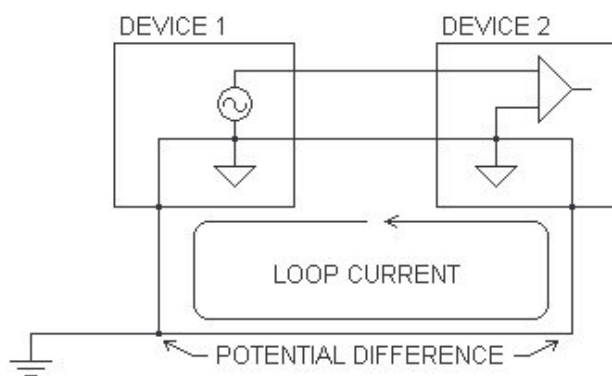 DEVICE 1
DEVICE 2
LOOP CURRENT
POTENTIAL DIFFERENCE